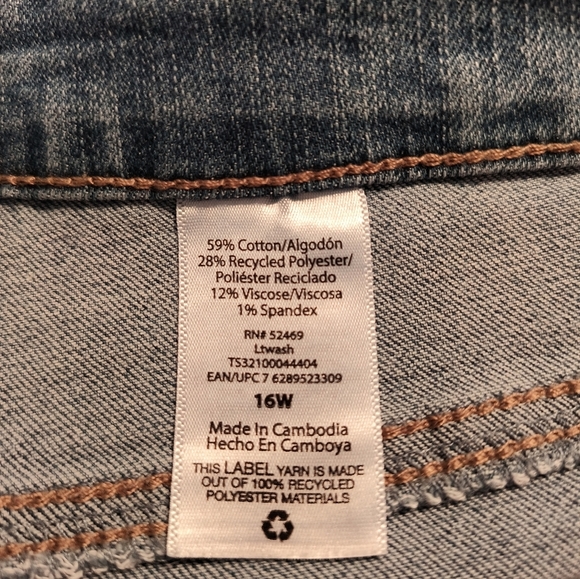 59% Cotton/Algodón
28% Recycled Polyester/
Poliéster Reciclado
12% Viscose/Viscosa
1% Spandex
RN# 52469
Ltwash
TS32100044404
EAN/UPC 7 6289523309
16W
Made In Cambodia
Hecho En Camboya
THIS LABEL YARN IS MADE
OUT OF 100% RECYCLED
POLYESTER MATERIALS